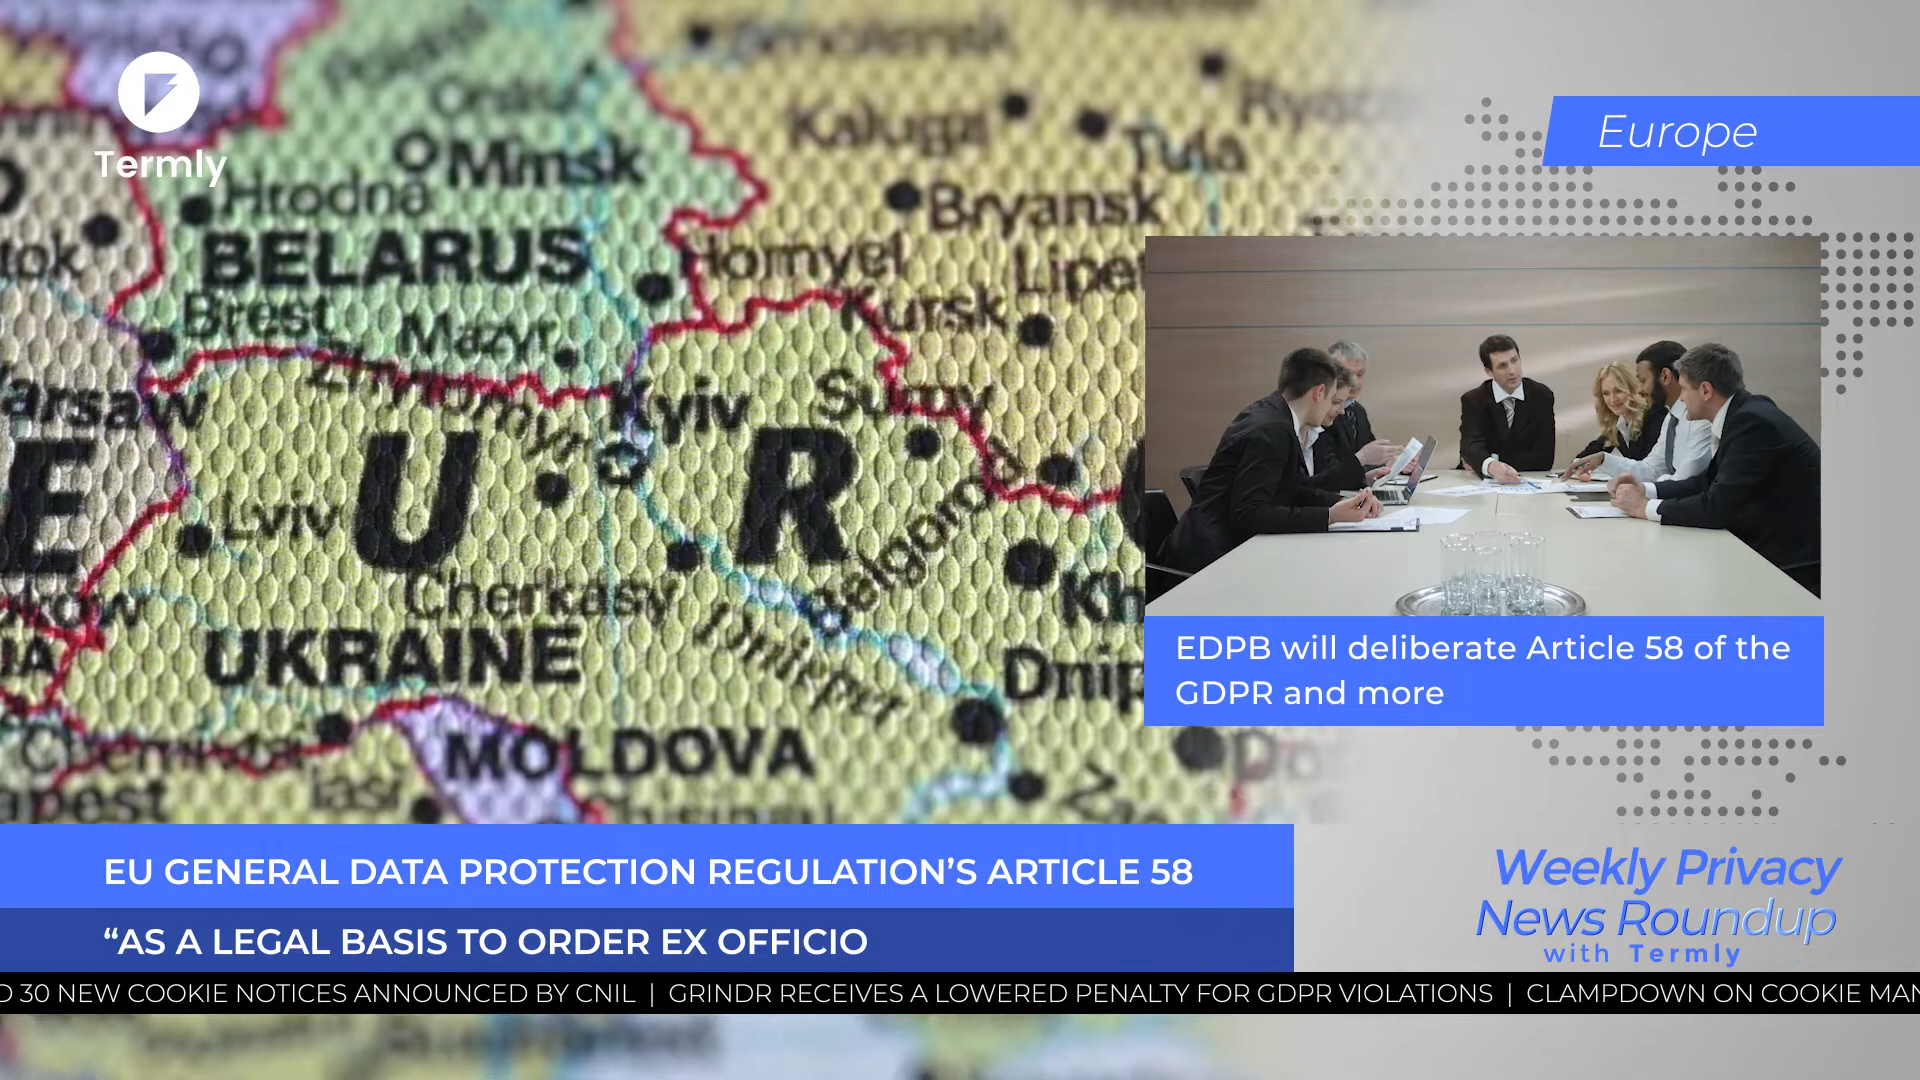 Termly
Europe
Kaluga
Tula
Minsk
Hrodna
Bryansk
BELARUS
Homyel
Brest
Mazyr
Kursk
Kyiv
Sumy
E U R
Lviv
Belgorod
Cherkasy
UKRAINE
Dnieper
MOLDOVA
Iasi
EDPB will deliberate Article 58 of the
GDPR and more
EU GENERAL DATA PROTECTION REGULATION’S ARTICLE 58
“AS A LEGAL BASIS TO ORDER EX OFFICIO
Weekly Privacy
News Roundup
with Termly
30 NEW COOKIE NOTICES ANNOUNCED BY CNIL | GRINDR RECEIVES A LOWERED PENALTY FOR GDPR VIOLATIONS | CLAMPDOWN ON COOKIE MAN